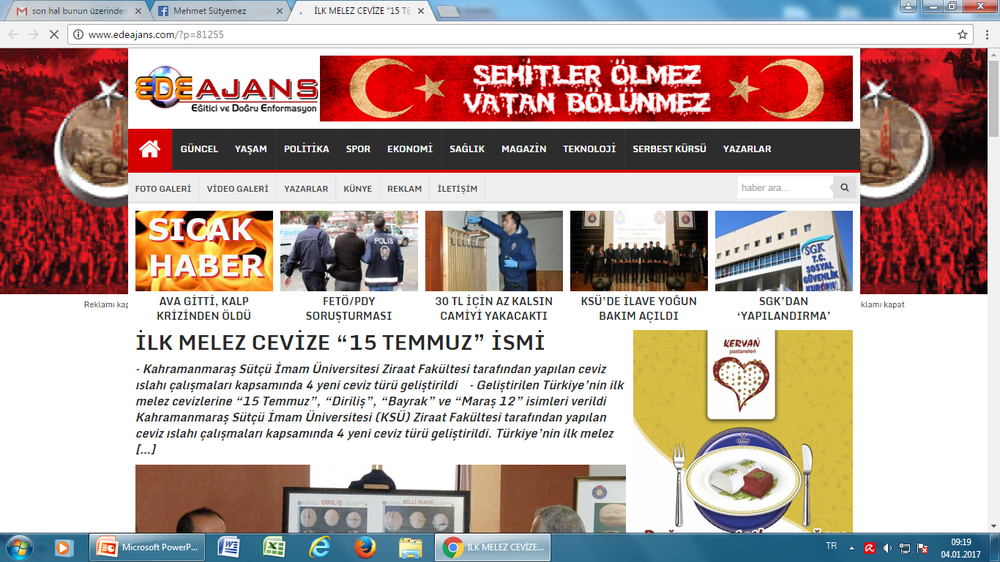 son hal bunun üzerinden
Mehmet Sütyemez
İLK MELEZ CEVİZE “15 TE
www.edeajans.com/?p=81255
EDEAJANS
Eğitici ve Doğru Enformasyon
ŞEHİTLER ÖLMEZ
VATAN BÖLÜNMEZ
GÜNCEL YAŞAM POLİTİKA SPOR EKONOMİ SAĞLIK MAGAZİN TEKNOLOJİ SERBEST KÜRSÜ YAZARLAR
FOTO GALERİ VİDEO GALERİ YAZARLAR KÜNYE REKLAM İLETİŞİM haber ara...
SICAK
HABER
POLİS
SGK
T.C.
SOSYAL
GÜVENLİK
KURUMU
Reklamı kap
klamı kapat
AVA GİTTİ, KALP
KRİZİNDEN ÖLDÜ
FETÖ/PDY
SORUŞTURMASI
30 TL İÇİN AZ KALSIN
CAMİYİ YAKACAKTI
KSÜ’DE İLAVE YOĞUN
BAKIM AÇILDI
SGK’DAN
‘YAPILANDIRMA’
İLK MELEZ CEVİZE “15 TEMMUZ” İSMİ
- Kahramanmaraş Sütçü İmam Üniversitesi Ziraat Fakültesi tarafından yapılan ceviz
ıslahı çalışmaları kapsamında 4 yeni ceviz türü geliştirildi - Geliştirilen Türkiye’nin ilk
melez cevizlerine “15 Temmuz”, “Diriliş”, “Bayrak” ve “Maraş 12” isimleri verildi
Kahramanmaraş Sütçü İmam Üniversitesi (KSÜ) Ziraat Fakültesi tarafından yapılan
ceviz ıslahı çalışmaları kapsamında 4 yeni ceviz türü geliştirildi. Türkiye’nin ilk melez
[...]
DİRİLİŞ
MİLLİ İRADE
KERVAN
pastaneleri
Microsoft PowerP...
İLK MELEZ CEVİZE...
TR
09:19
04.01.2017